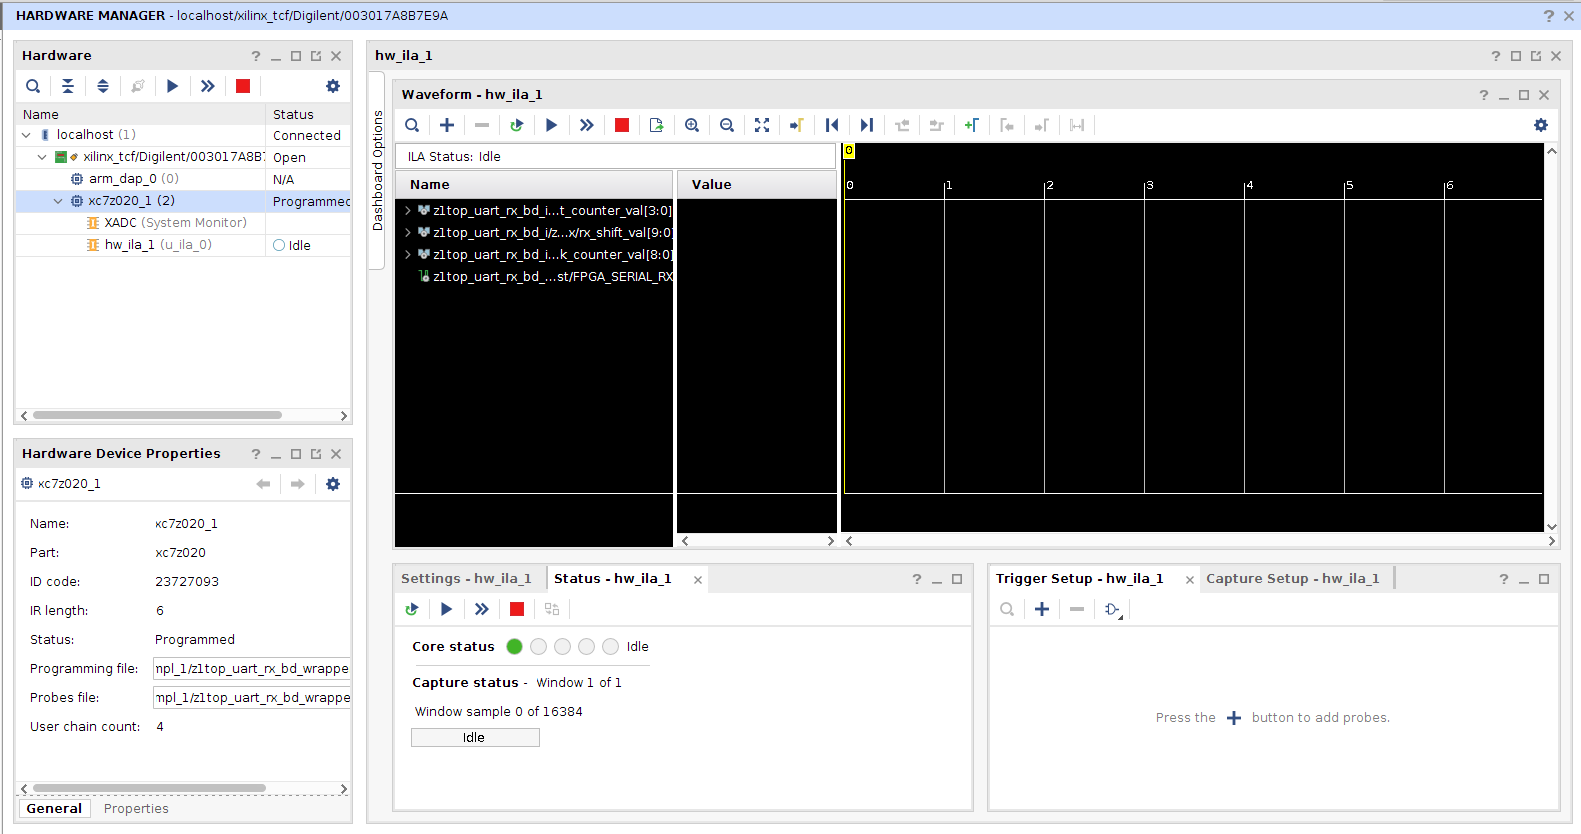 HARDWARE MANAGER - localhost/xilinx_tcf/Digilent/003017A8B7E9A
Hardware
Name Status
localhost (1) Connected
xilinx_tcf/Digilent/003017A8B7 Open
arm_dap_0 (0) N/A
xc7z020_1 (2) Programmed
XADC (System Monitor)
hw_ila_1 (u_ila_0) Idle
Hardware Device Properties
xc7z020_1
Name: xc7z020_1
Part: xc7z020
ID code: 23727093
IR length: 6
Status: Programmed
Programming file: mpl_1/z1top_uart_rx_bd_wrappe
Probes file: mpl_1/z1top_uart_rx_bd_wrappe
User chain count: 4
General Properties
hw_ila_1
Dashboard Options
Waveform - hw_ila_1
ILA Status: Idle
Name Value
z1top_uart_rx_bd_i...t_counter_val[3:0]
z1top_uart_rx_bd_i/z...x/rx_shift_val[9:0]
z1top_uart_rx_bd_i...k_counter_val[8:0]
z1top_uart_rx_bd_...st/FPGA_SERIAL_RX
0
0 1 2 3 4 5 6
Settings - hw_ila_1 Status - hw_ila_1
Core status Idle
Capture status - Window 1 of 1
Window sample 0 of 16384
Idle
Trigger Setup - hw_ila_1 Capture Setup - hw_ila_1
Press the + button to add probes.